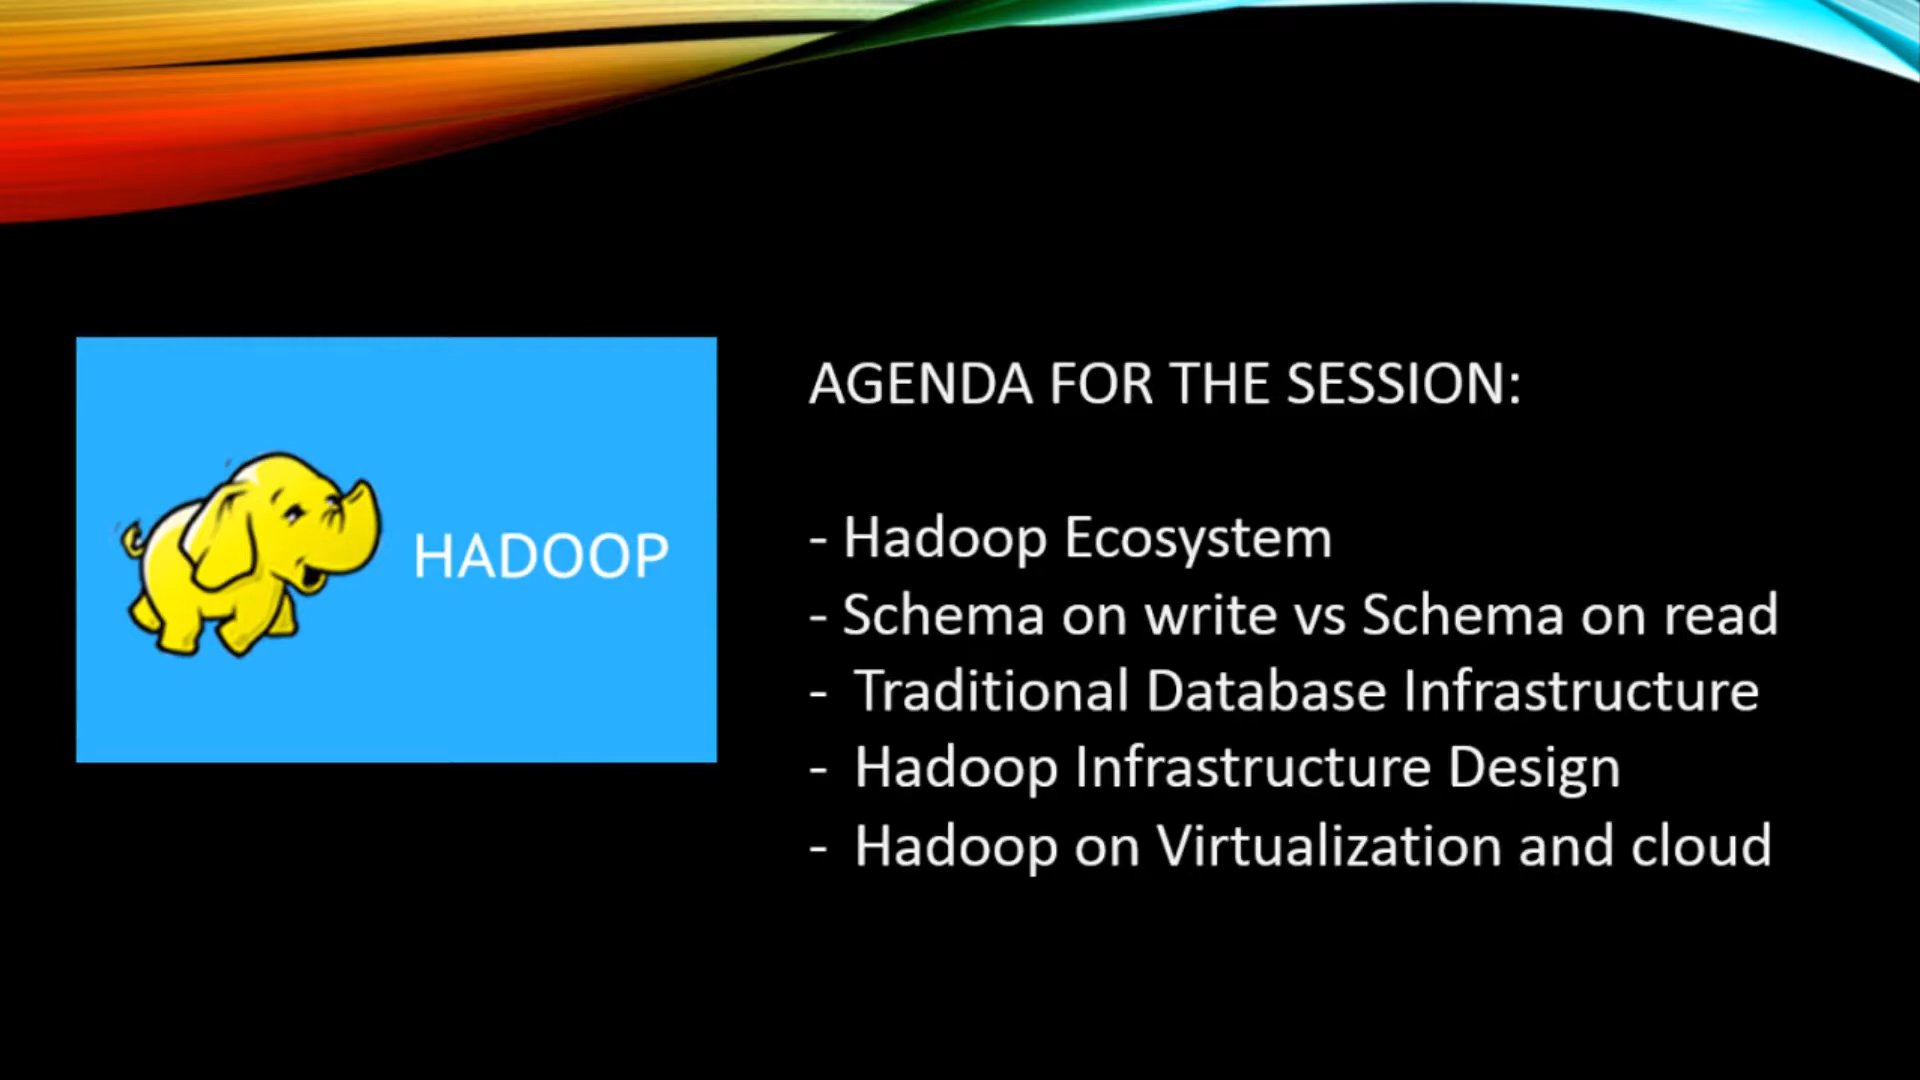 HADOOP
AGENDA FOR THE SESSION:
- Hadoop Ecosystem
- Schema on write vs Schema on read
- Traditional Database Infrastructure
- Hadoop Infrastructure Design
- Hadoop on Virtualization and cloud